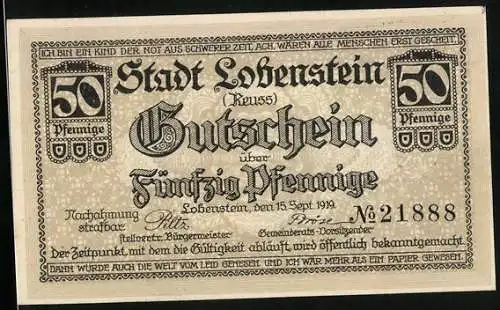 ICH BIN EIN KIND DER NOT AUS SCHWERER ZEIT, ACH, WÄREN ALLE MENSCHEN ERST GESCHEIT.
50 Stadt Lobenstein 50
Pfennige (Reuss) Pfennige
Gutschein
über
Fünfzig Pfennige
Lobenstein, den 15. Sept. 1919.
Nachahmung strafbar. Piltz № 21888
stellvertr. Bürgermeister Gemeinderats-Vorsitzender
Der Zeitpunkt, mit dem die Gültigkeit abläuft, wird öffentlich bekanntgemacht.
DANN WÜRDE AUCH DIE WELT VOM LEID GENESEN, UND ICH WÄR MEHR ALS EIN PAPIER GEWESEN.